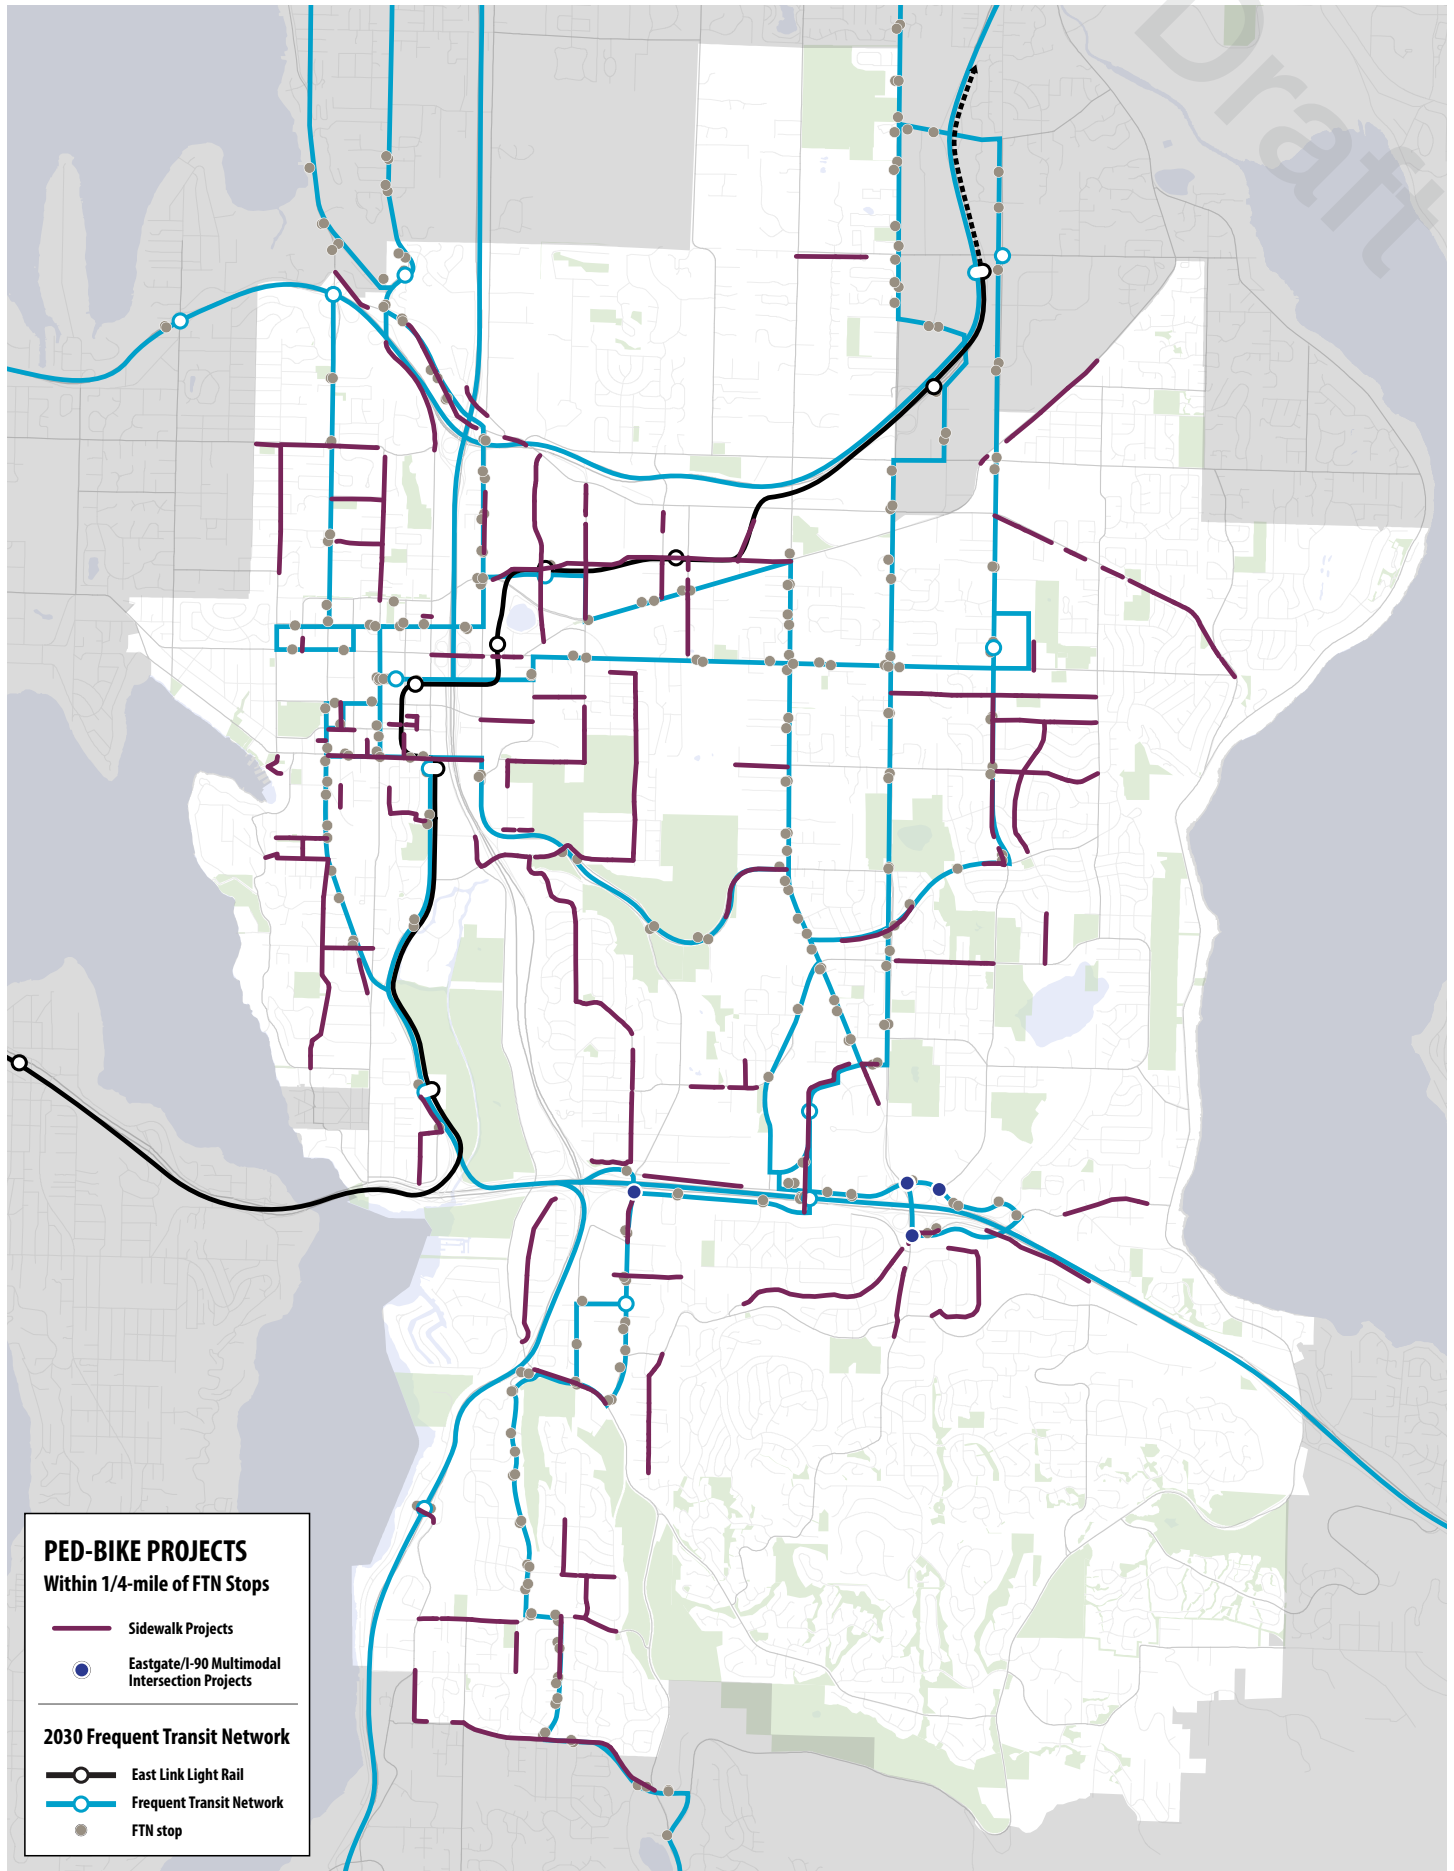 Draft
PED-BIKE PROJECTS
Within 1/4-mile of FTN Stops
Sidewalk Projects
Eastgate/I-90 Multimodal
Intersection Projects
2030 Frequent Transit Network
East Link Light Rail
Frequent Transit Network
FTN stop